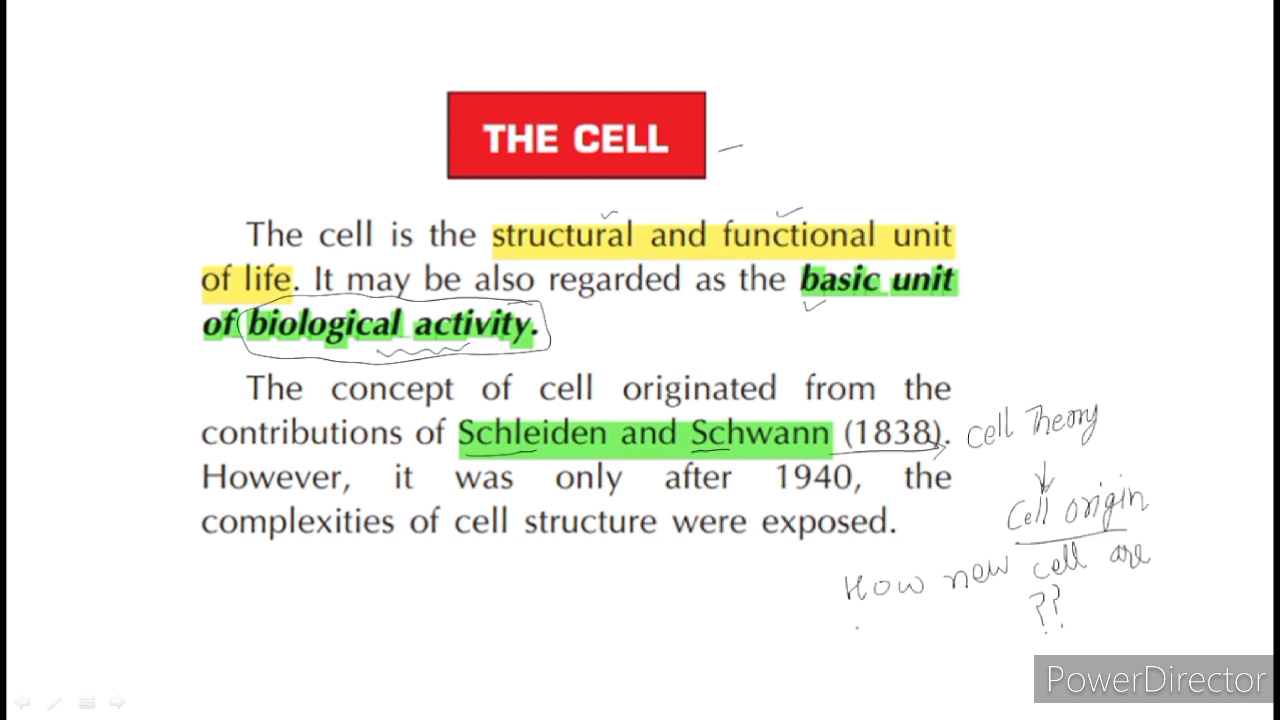 THE CELL
The cell is the structural and functional unit
of life. It may be also regarded as the basic unit
of biological activity.
The concept of cell originated from the
contributions of Schleiden and Schwann (1838).
However, it was only after 1940, the
complexities of cell structure were exposed.
cell Theory
Cell origin
How new cell are
??
PowerDirector